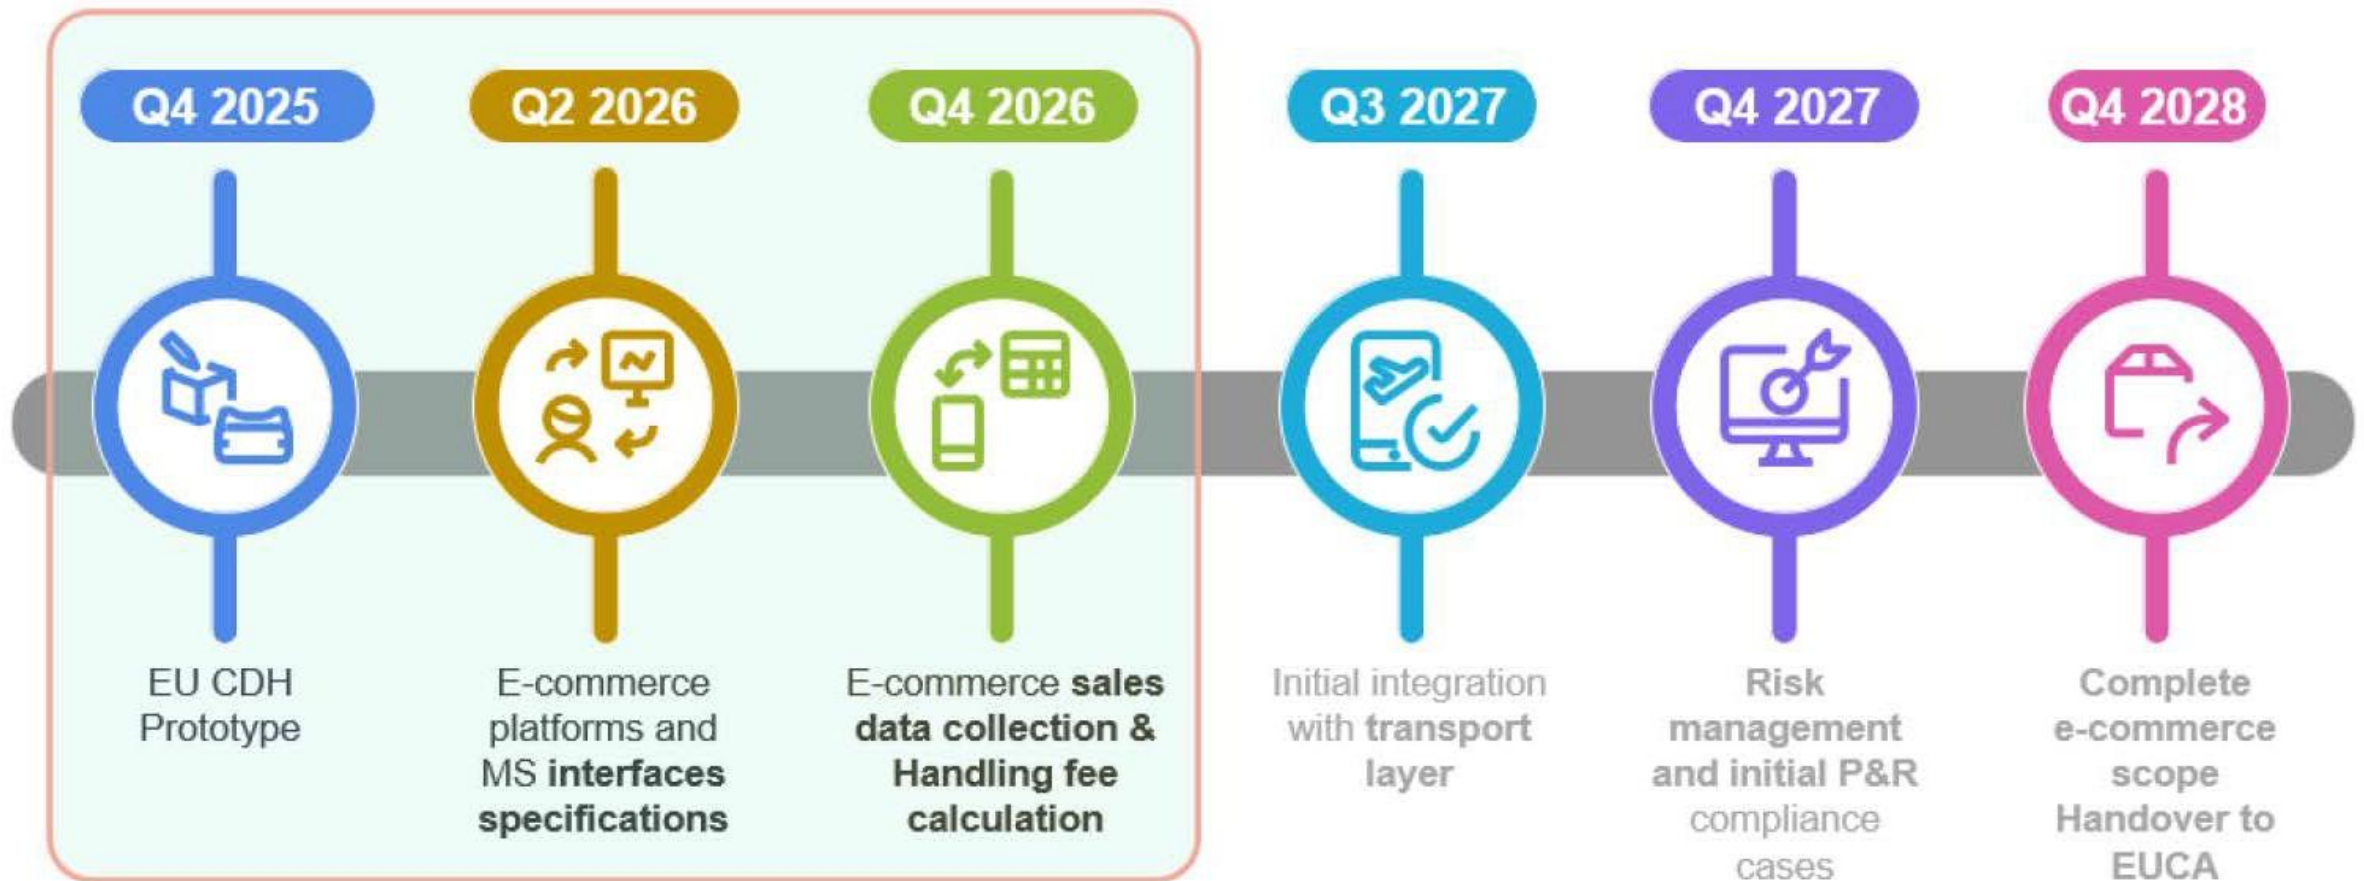 Q4 2025
Q2 2026
Q4 2026
Q3 2027
Q4 2027
Q4 2028
EU CDH
Prototype
E-commerce
platforms and
MS interfaces
specifications
E-commerce sales
data collection &
Handling fee
calculation
Initial integration
with transport
layer
Risk
management
and initial P&R
compliance
cases
Complete
e-commerce
scope
Handover to
EUCA